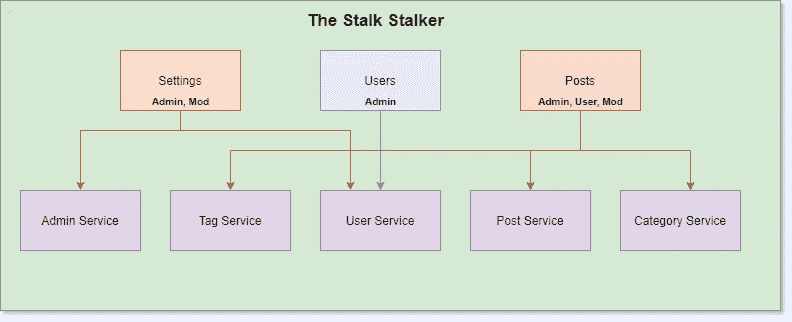 The Stalk Stalker
Settings
Admin, Mod
Users
Admin
Posts
Admin, User, Mod
Admin Service
Tag Service
User Service
Post Service
Category Service